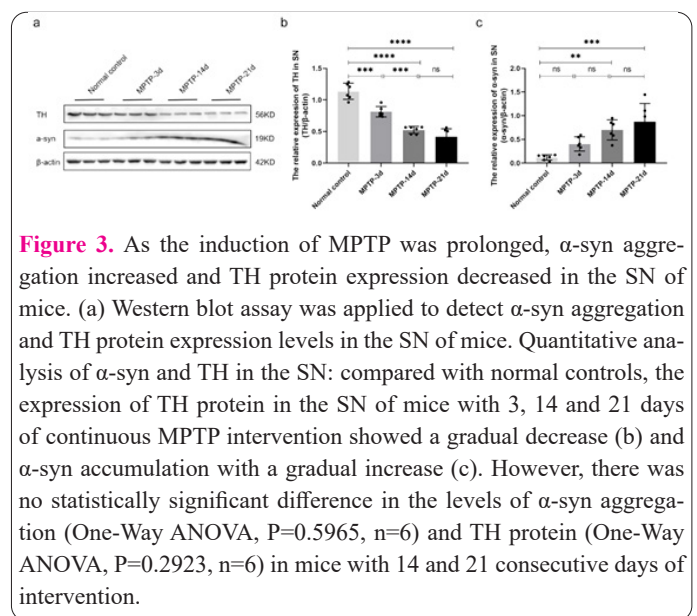 a
b
c
Normal control
MPTP-3d
MPTP-14d
MPTP-21d
TH
56KD
a-syn
19KD
β-actin
42KD
The relative expression of TH in SN
(TH/β-actin)
1.5
1.0
0.5
0.0
****
****
***
***
ns
Normal control
MPTP-3d
MPTP-14d
MPTP-21d
The relative expression of α-syn in SN
(α-syn/β-actin)
2.0
1.5
1.0
0.5
0.0
***
**
ns
ns
ns
Normal control
MPTP-3d
MPTP-14d
MPTP-21d
Figure 3. As the induction of MPTP was prolonged, α-syn aggre-
gation increased and TH protein expression decreased in the SN of
mice. (a) Western blot assay was applied to detect α-syn aggregation
and TH protein expression levels in the SN of mice. Quantitative ana-
lysis of α-syn and TH in the SN: compared with normal controls, the
expression of TH protein in the SN of mice with 3, 14 and 21 days
of continuous MPTP intervention showed a gradual decrease (b) and
α-syn accumulation with a gradual increase (c). However, there was
no statistically significant difference in the levels of α-syn aggrega-
tion (One-Way ANOVA, P=0.5965, n=6) and TH protein (One-Way
ANOVA, P=0.2923, n=6) in mice with 14 and 21 consecutive days of
intervention.